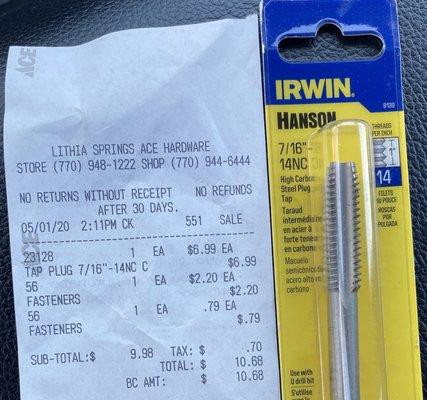 ACE
LITHIA SPRINGS ACE HARDWARE
STORE (770) 948-1222 SHOP (770) 944-6444
NO RETURNS WITHOUT RECEIPT NO REFUNDS
AFTER 30 DAYS.
05/01/20 2:11PM CK 551 SALE
23128 1 EA $6.99 EA
TAP PLUG 7/16"-14NC C $6.99
56 1 EA $2.20 EA
FASTENERS $2.20
56 1 EA .79 EA
FASTENERS $.79
SUB-TOTAL:$ 9.98 TAX: $ .70
TOTAL: $ 10.68
BC AMT: $ 10.68
IRWIN
8139
HANSON
7/16"-
14NC
High Carbon
Steel Plug
Tap
Taraud
intermédiaire
en acier à
forte teneur
en carbone
Macuelo
semicónico de
acero alto en
carbono
Use with
U drill bit
S'utilise
THREADS
PER INCH
14
FILETS
AU POUCE
ROSCAS
POR
PULGADA